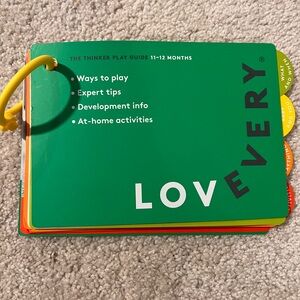 THE THINKER PLAY GUIDE 11-12 MONTHS
• Ways to play
• Expert tips
• Development info
• At-home activities
LOVEVERY®